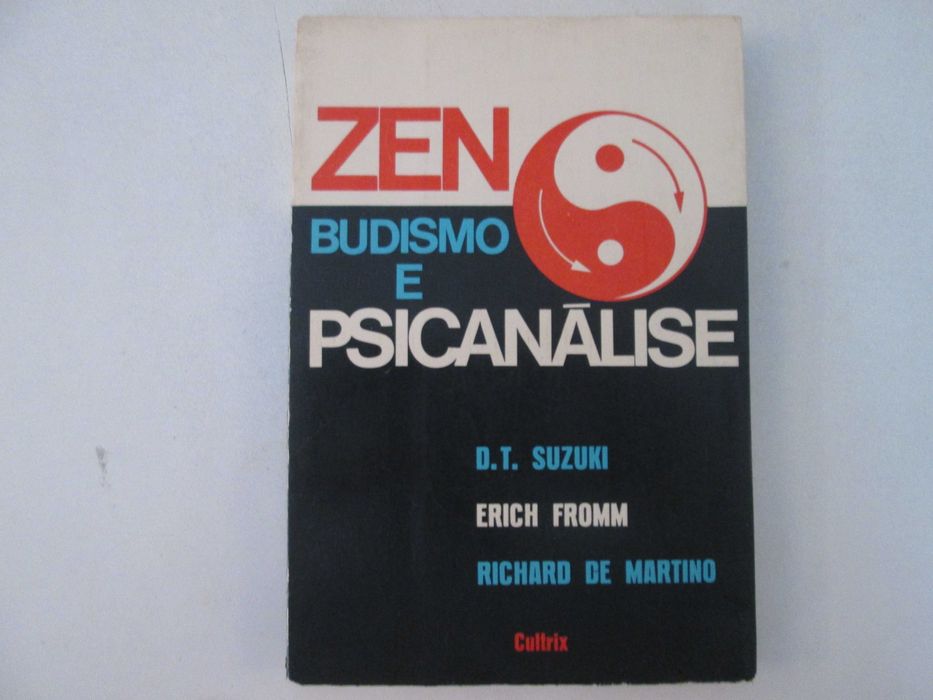 ZEN
BUDISMO
E
PSICANÁLISE
D.T. SUZUKI
ERICH FROMM
RICHARD DE MARTINO
Cultrix